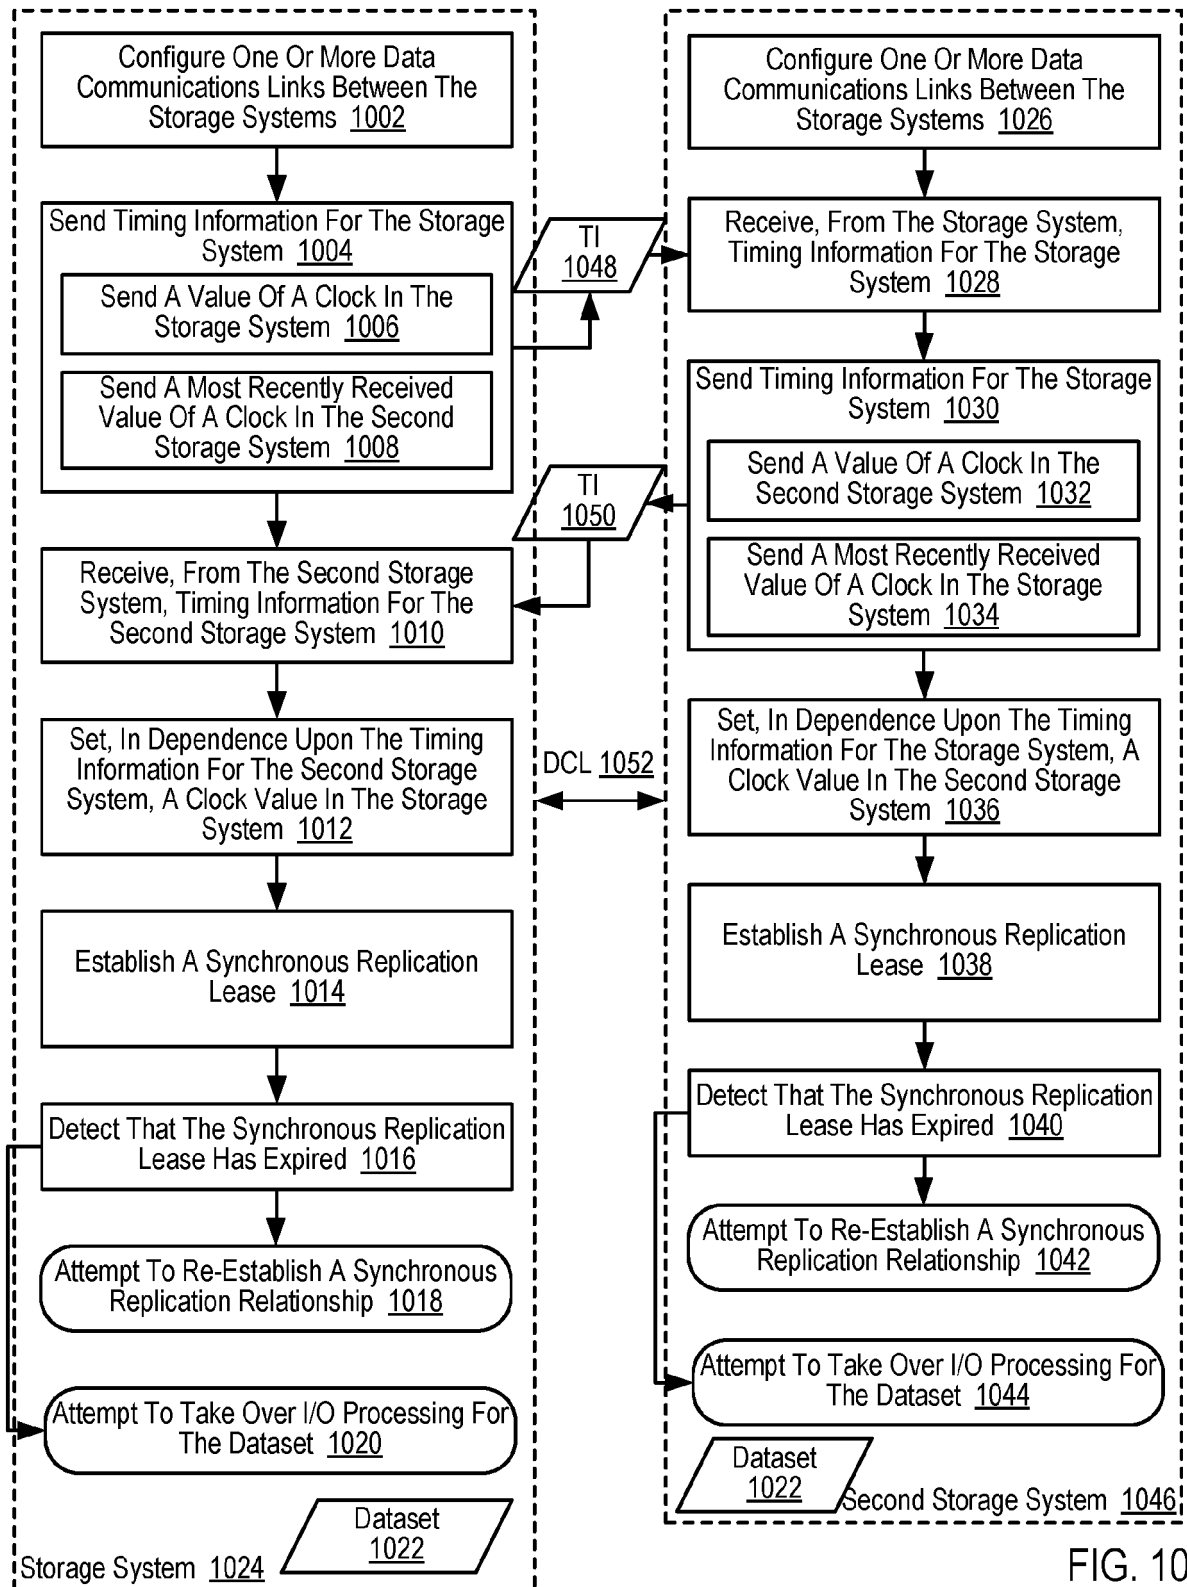 Configure One Or More Data
Communications Links Between The
Storage Systems 1002
Send Timing Information For The Storage
System 1004
Send A Value Of A Clock In The
Storage System 1006
Send A Most Recently Received
Value Of A Clock In The Second
Storage System 1008
Receive, From The Second Storage
System, Timing Information For The
Second Storage System 1010
Set, In Dependence Upon The Timing
Information For The Second Storage
System, A Clock Value In The Storage
System 1012
Establish A Synchronous Replication
Lease 1014
Detect That The Synchronous Replication
Lease Has Expired 1016
Attempt To Re-Establish A Synchronous
Replication Relationship 1018
Attempt To Take Over I/O Processing For
The Dataset 1020
Dataset
1022
Storage System 1024
TI
1048
TI
1050
DCL 1052
Configure One Or More Data
Communications Links Between The
Storage Systems 1026
Receive, From The Storage System,
Timing Information For The Storage
System 1028
Send Timing Information For The Storage
System 1030
Send A Value Of A Clock In The
Second Storage System 1032
Send A Most Recently Received
Value Of A Clock In The Storage
System 1034
Set, In Dependence Upon The Timing
Information For The Storage System, A
Clock Value In The Second Storage
System 1036
Establish A Synchronous Replication
Lease 1038
Detect That The Synchronous Replication
Lease Has Expired 1040
Attempt To Re-Establish A Synchronous
Replication Relationship 1042
Attempt To Take Over I/O Processing For
The Dataset 1044
Dataset
1022
Second Storage System 1046
FIG. 10